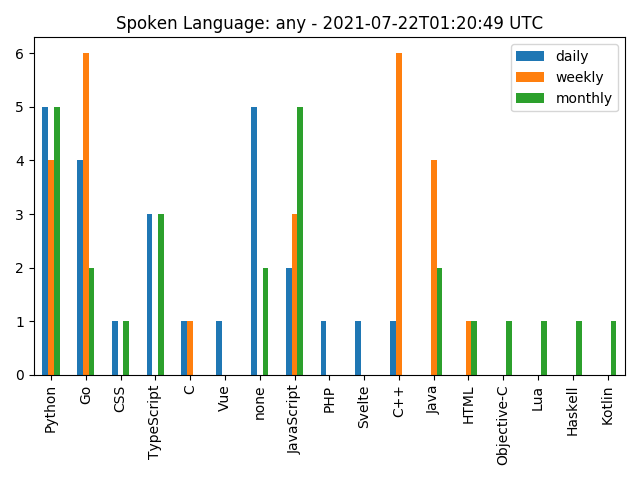 Spoken Language: any - 2021-07-22T01:20:49 UTC
daily
weekly
monthly
6
5
4
3
2
1
0
Python
Go
CSS
TypeScript
C
Vue
none
JavaScript
PHP
Svelte
C++
Java
HTML
Objective-C
Lua
Haskell
Kotlin